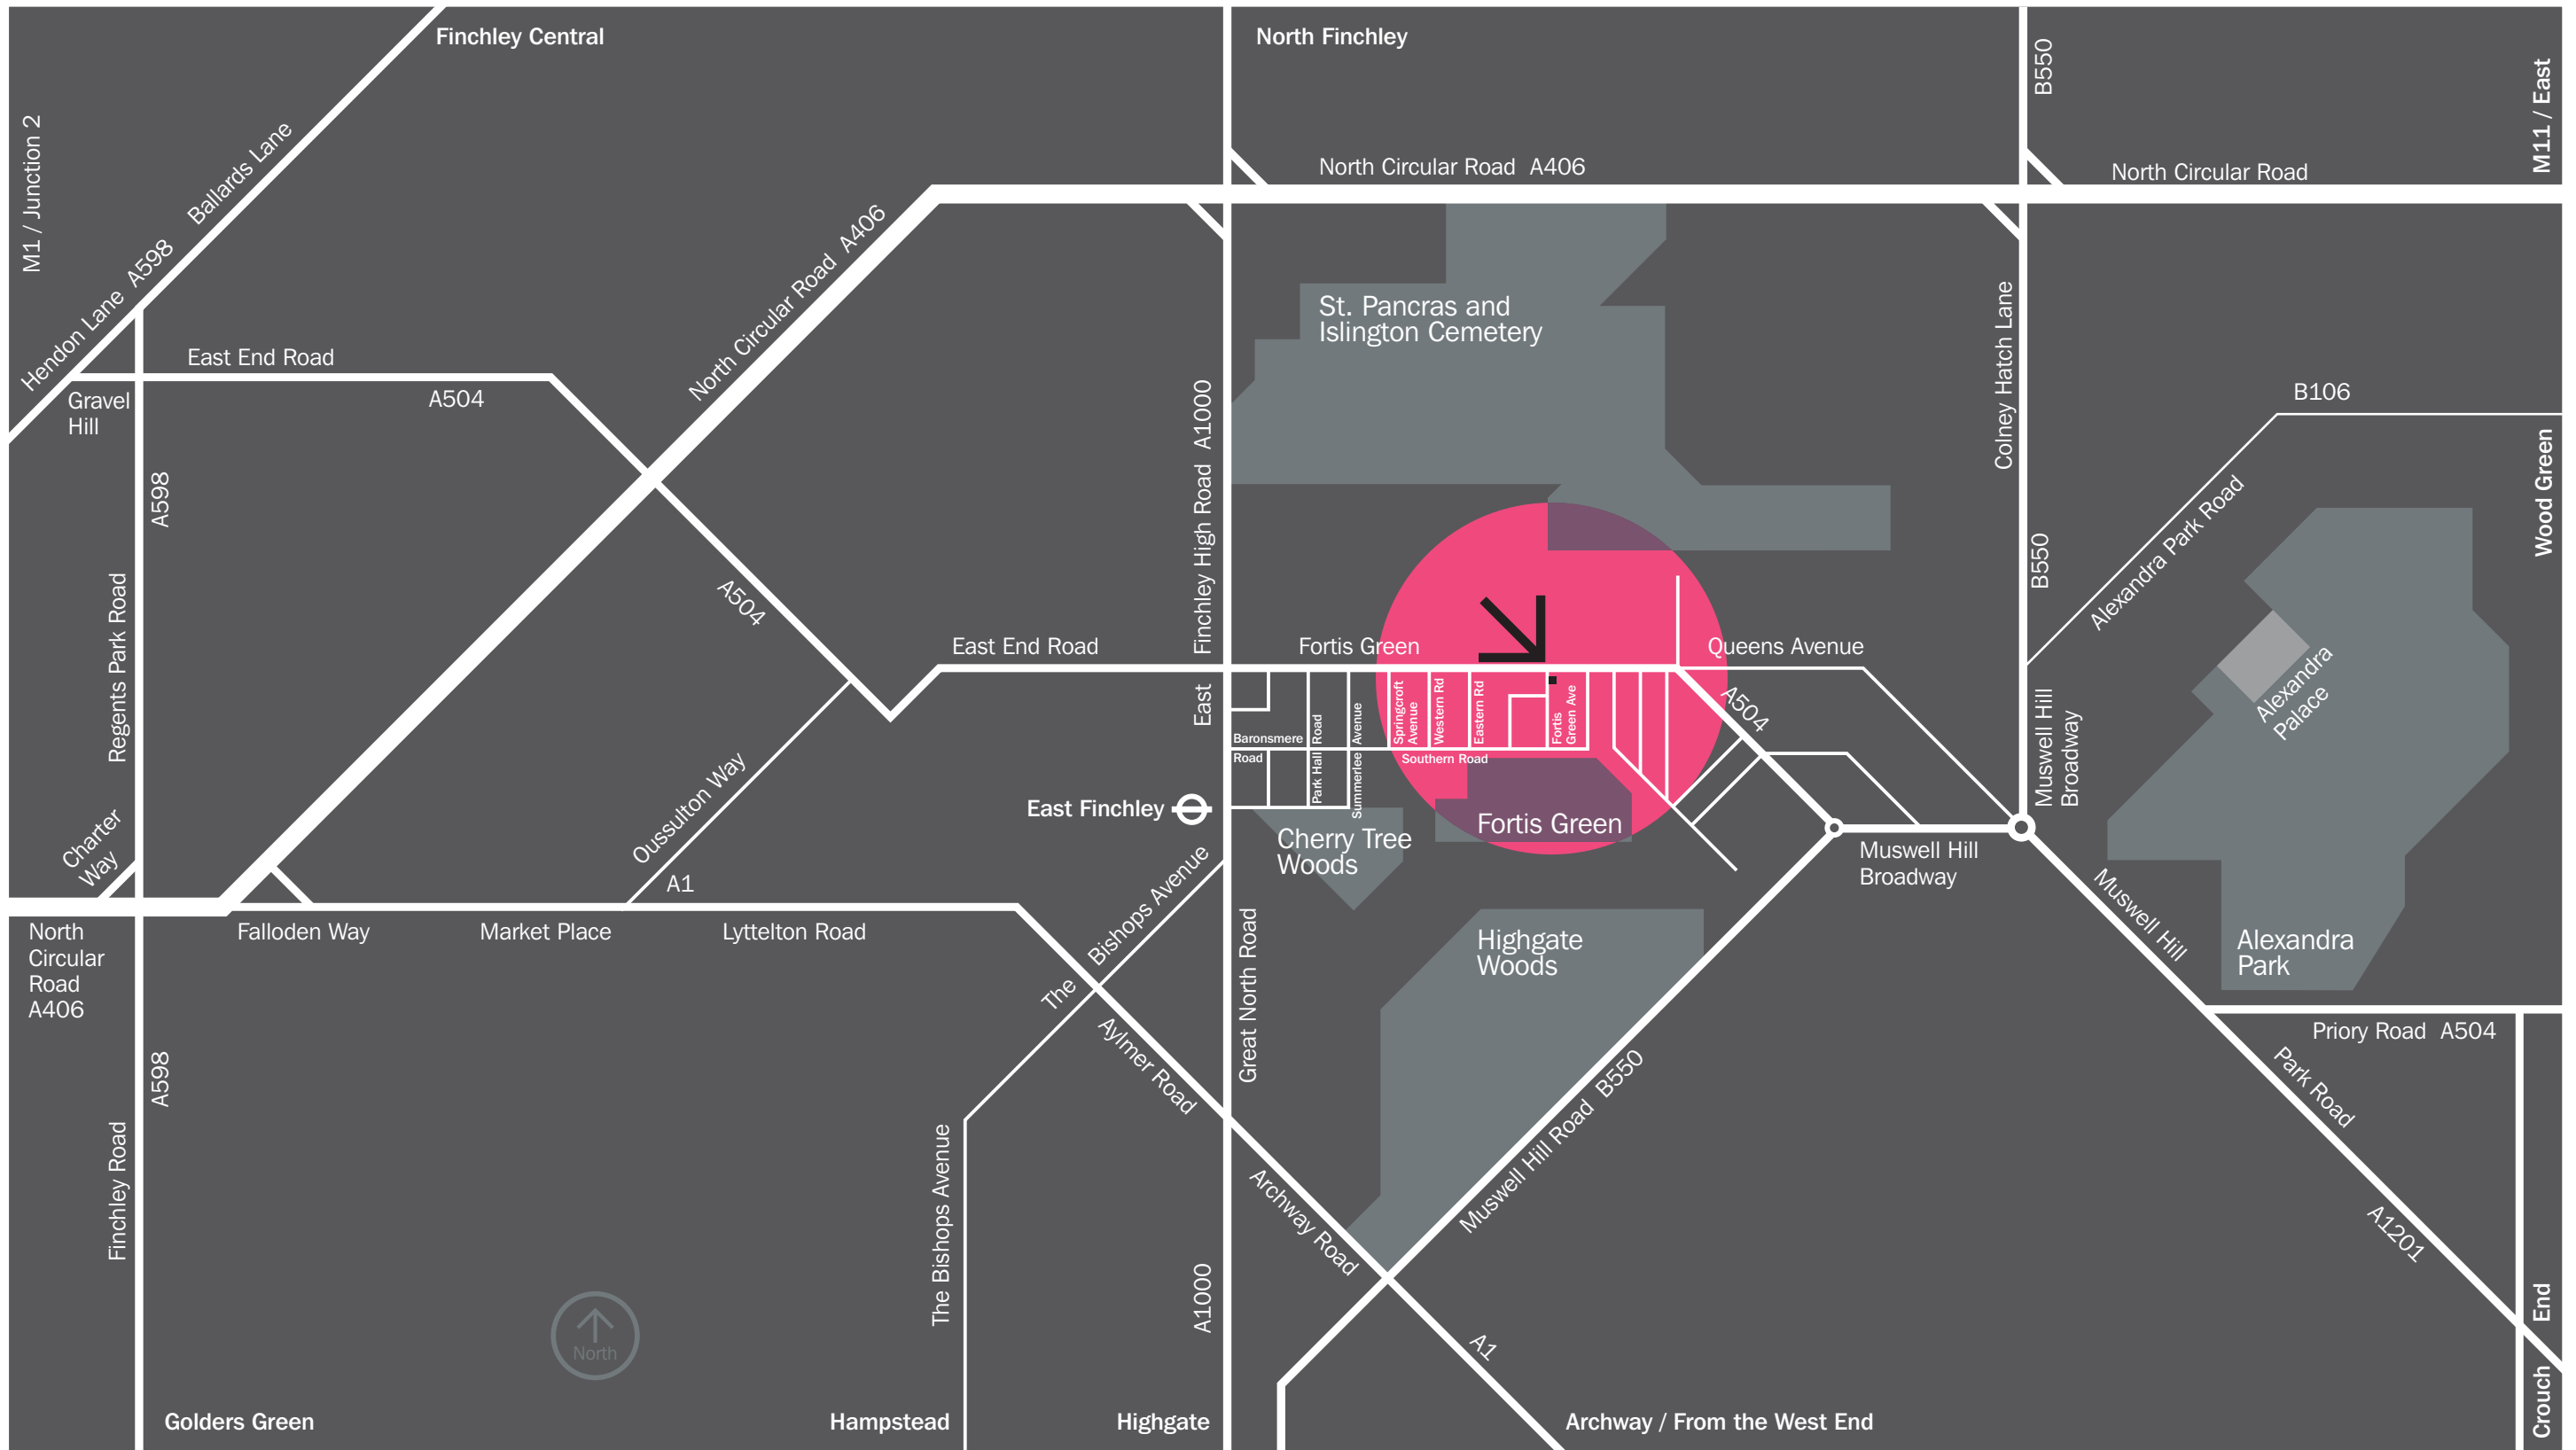 Finchley Central
North Finchley
B550
M11 / East
M1 / Junction 2
Ballards Lane
Hendon Lane A598
North Circular Road A406
North Circular Road A406
North Circular Road
East End Road
A504
Gravel
Hill
A598
Regents Park Road
Charter
Way
St. Pancras and
Islington Cemetery
Finchley High Road A1000
East
Colney Hatch Lane
B550
B106
Alexandra Park Road
Wood Green
Alexandra
Palace
A504
East End Road
Fortis Green
Queens Avenue
A504
Muswell Hill
Broadway
Baronsmere
Road
Park Hall Road
Summerlee Avenue
Springcroft
Avenue
Western Rd
Eastern Rd
Fortis
Green Ave
Southern Road
Oussulton Way
East Finchley
Cherry Tree
Woods
Fortis Green
Muswell Hill
Broadway
A1
North
Circular
Road
A406
Falloden Way
Market Place
Lyttelton Road
The Bishops Avenue
Great North Road
Highgate
Woods
Muswell Hill
Alexandra
Park
Priory Road A504
Park Road
A1201
A598
Finchley Road
Aylmer Road
Archway Road
Muswell Hill Road B550
The Bishops Avenue
A1000
A1
North
Golders Green
Hampstead
Highgate
Archway / From the West End
Crouch End